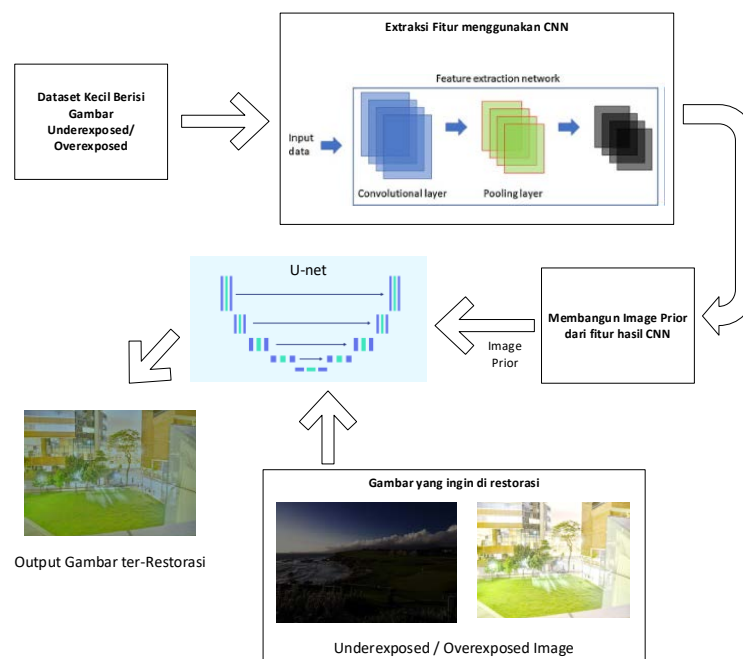 Extraksi Fitur menggunakan CNN
Dataset Kecil Berisi
Gambar
Underexposed/
Overexposed
Feature extraction network
Input
data
Convolutional layer
Pooling layer
U-net
Membangun Image Prior
dari fitur hasil CNN
Image
Prior
Gambar yang ingin di restorasi
Output Gambar ter-Restorasi
Underexposed / Overexposed Image